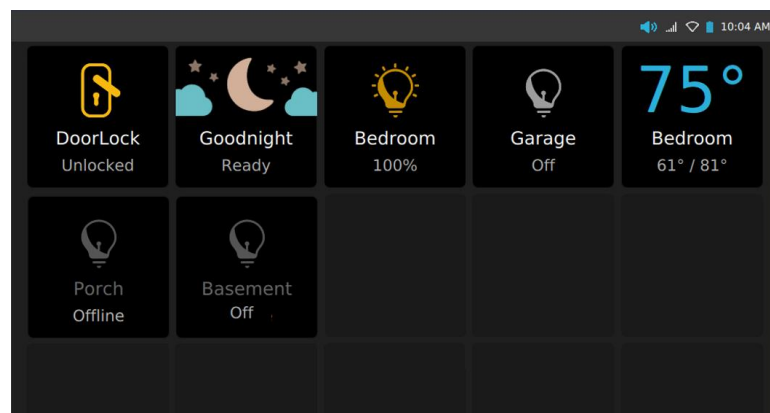 10:04 AM
DoorLock
Unlocked
Goodnight
Ready
Bedroom
100%
Garage
Off
75°
Bedroom
61° / 81°
Porch
Offline
Basement
Off